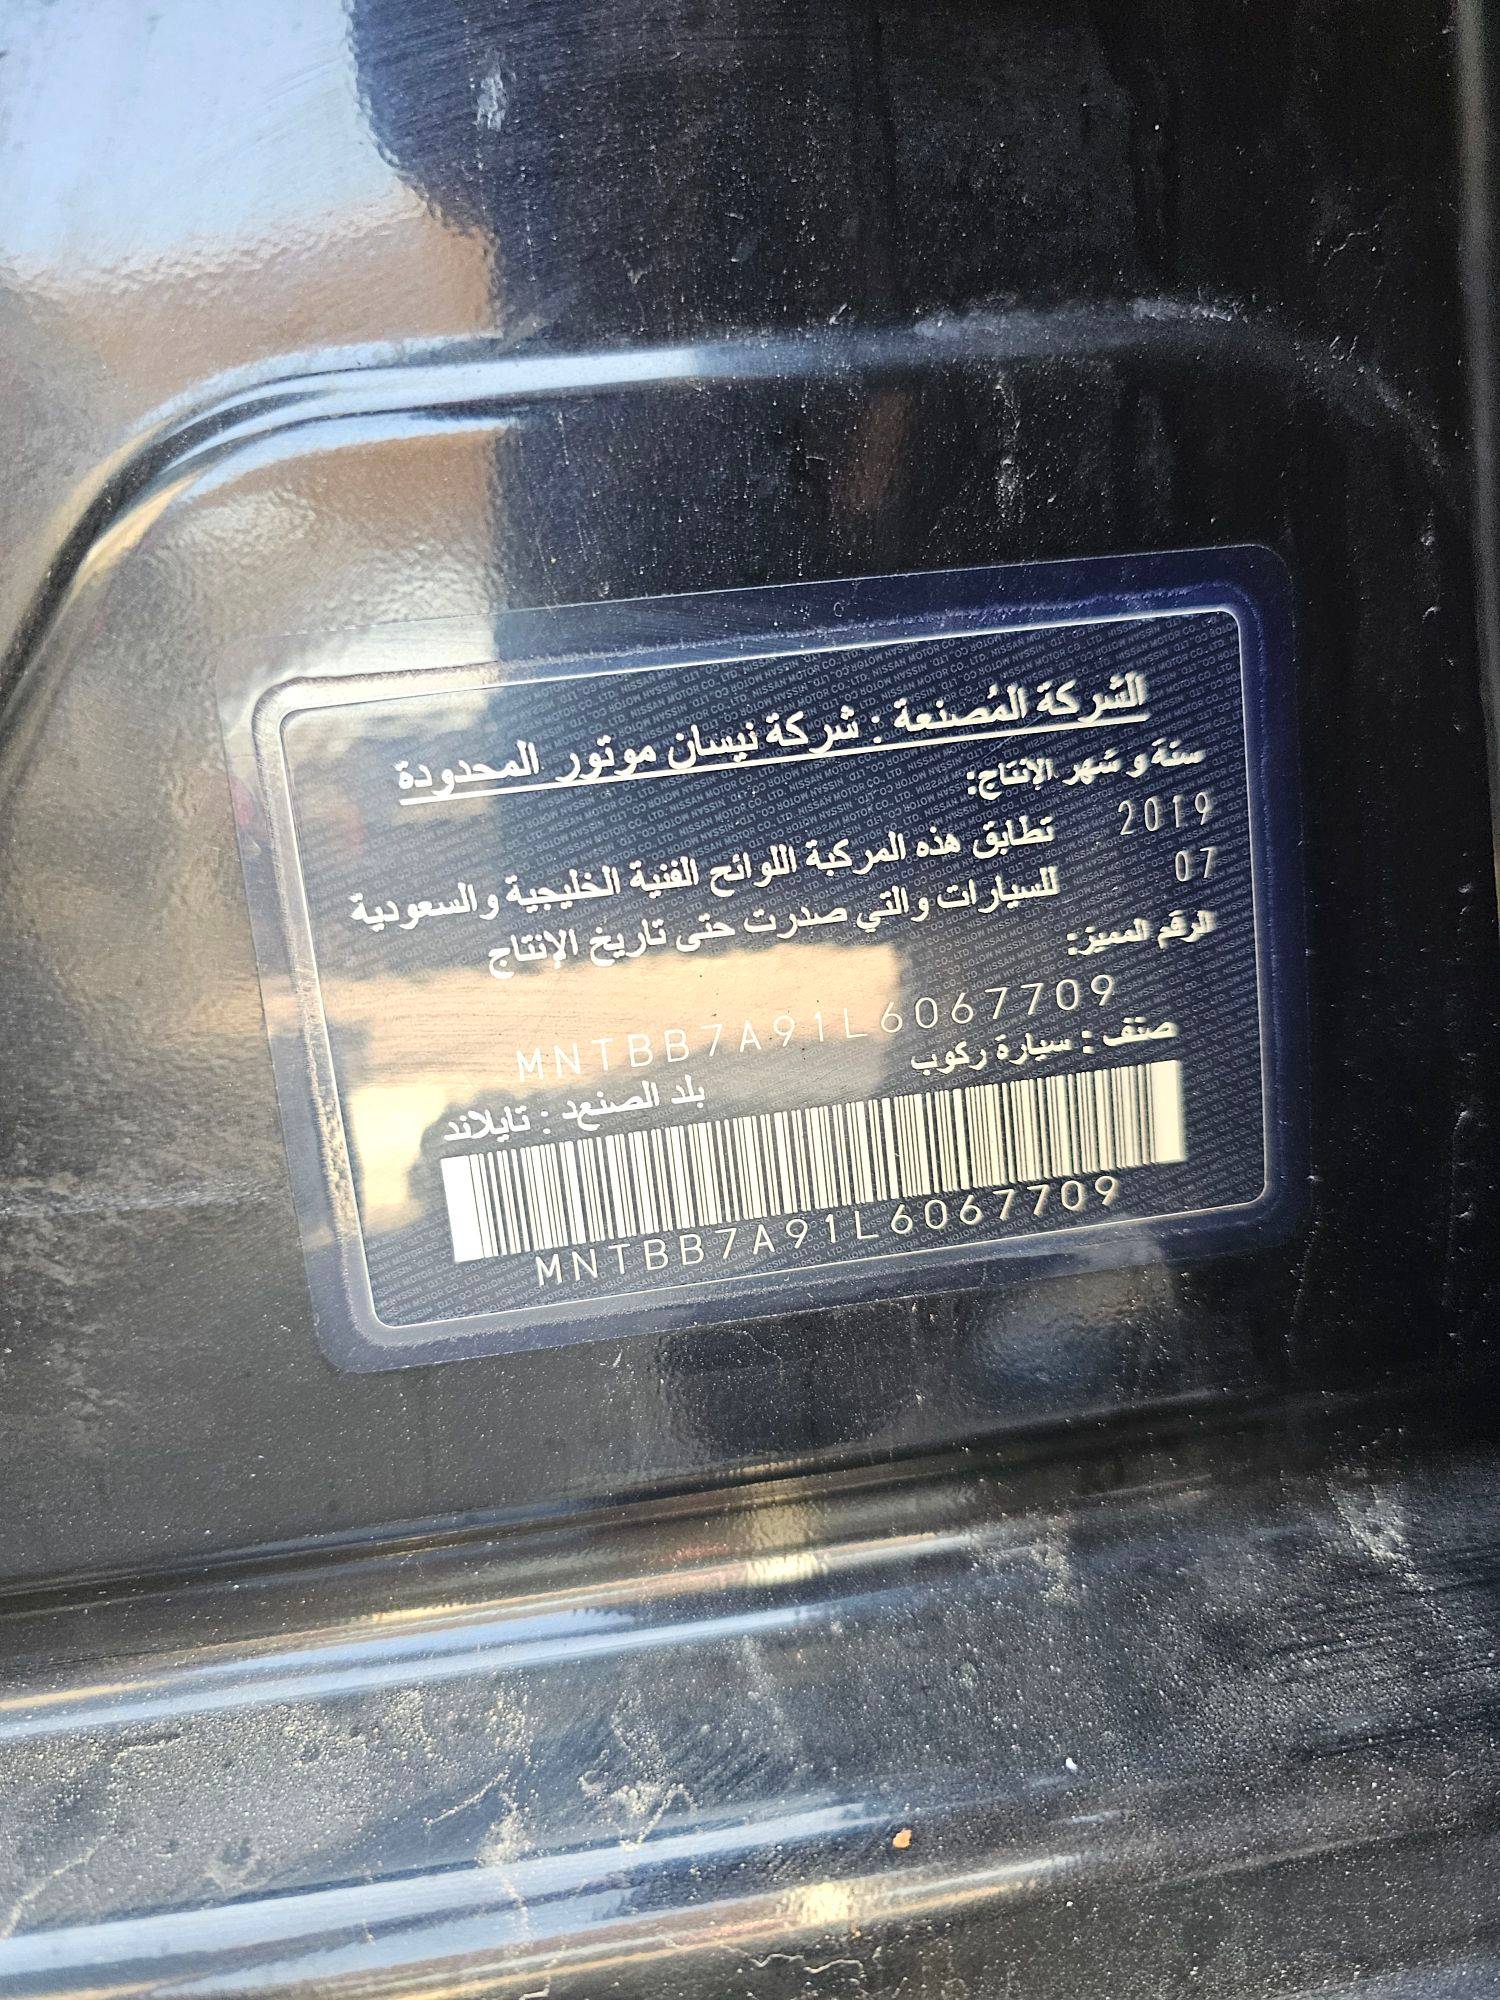 الشركة المُصنعة : شركة نيسان موتور المحدودة
سنة و شهر الإنتاج:
2019
07
تطابق هذه المركبة اللوائح الفنية الخليجية والسعودية
للسيارات والتي صدرت حتى تاريخ الإنتاج
الرقم المميز:
MNTBB7A91L6067709
صنف : سيارة ركوب
بلد الصنع : تايلاند
MNTBB7A91L6067709